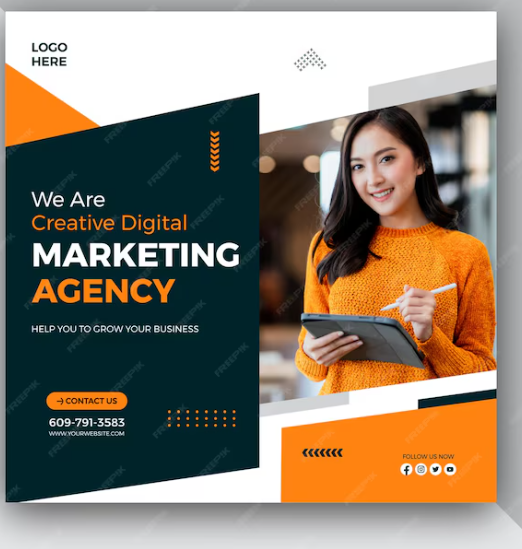 LOGO
HERE
We Are
Creative Digital
MARKETING
AGENCY
HELP YOU TO GROW YOUR BUSINESS
CONTACT US
609-791-3583
WWW.YOURWEBSITE.COM
FOLLOW US NOW
FREEPIK